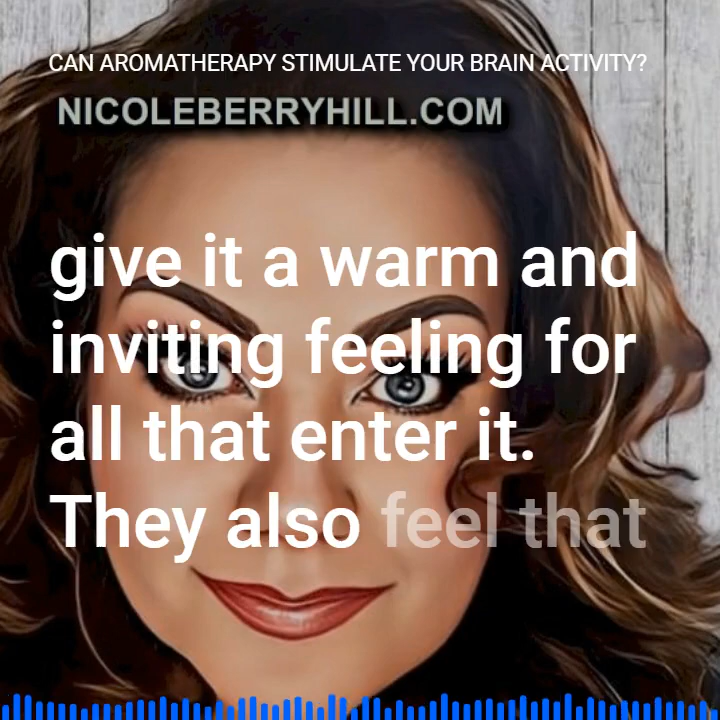 CAN AROMATHERAPY STIMULATE YOUR BRAIN ACTIVITY?
NICOLEBERRYHILL.COM
give it a warm and
inviting feeling for
all that enter it.
They also feel that